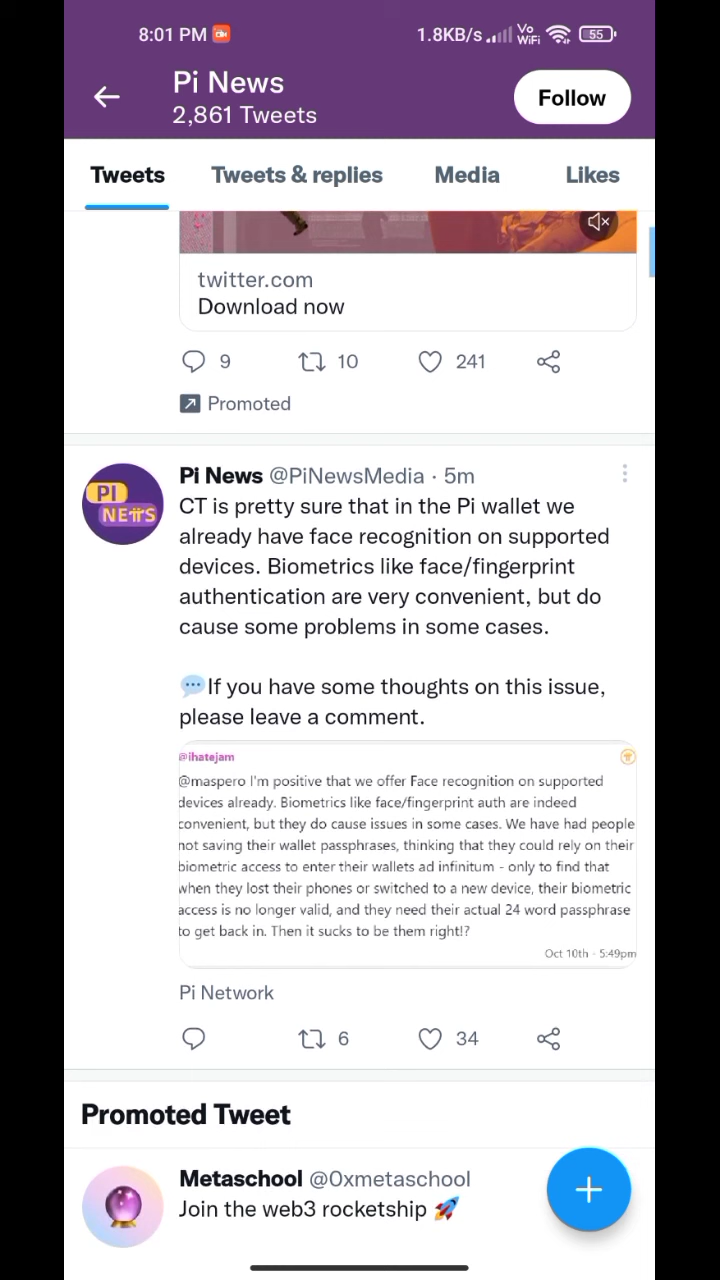 8:01 PM 1.8KB/s Vo WiFi 55
Pi News
2,861 Tweets
Follow
Tweets Tweets & replies Media Likes
twitter.com
Download now
9 10 241
Promoted
PI
NEWS
Pi News @PiNewsMedia · 5m
CT is pretty sure that in the Pi wallet we
already have face recognition on supported
devices. Biometrics like face/fingerprint
authentication are very convenient, but do
cause some problems in some cases.
💬If you have some thoughts on this issue,
please leave a comment.
@ihatejam
@maspero I'm positive that we offer Face recognition on supported
devices already. Biometrics like face/fingerprint auth are indeed
convenient, but they do cause issues in some cases. We have had people
not saving their wallet passphrases, thinking that they could rely on their
biometric access to enter their wallets ad infinitum - only to find that
when they lost their phones or switched to a new device, their biometric
access is no longer valid, and they need their actual 24 word passphrase
to get back in. Then it sucks to be them right!?
Oct 10th - 5:49pm
Pi Network
6 34
Promoted Tweet
Metaschool @0xmetaschool
Join the web3 rocketship 🚀